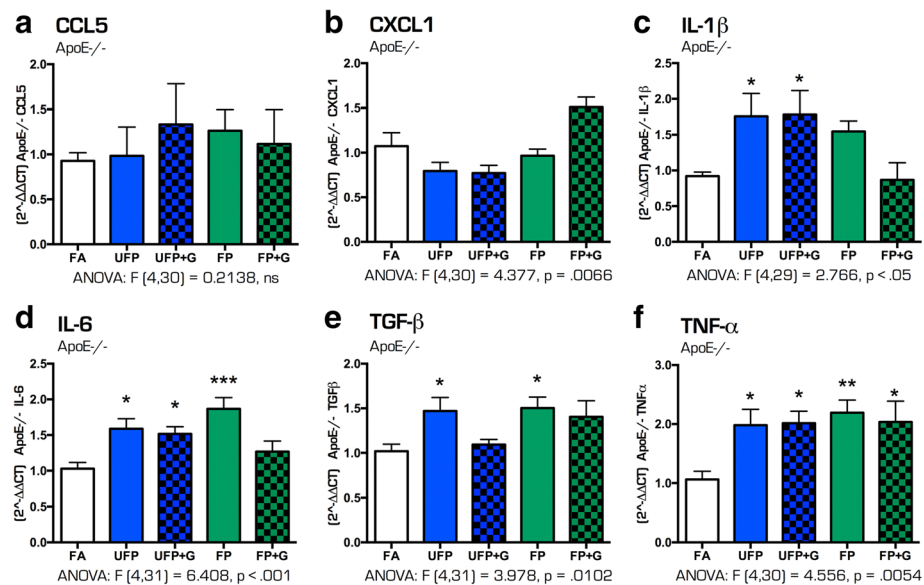 a CCL5
ApoE-/-
(2^-ΔΔCT) ApoE-/- CCL5
2.0
1.5
1.0
0.5
0.0
FA UFP UFP+G FP FP+G
ANOVA: F (4,30) = 0.2138, ns
b CXCL1
ApoE-/-
(2^-ΔΔCT) ApoE-/- CXCL1
2.0
1.5
1.0
0.5
0.0
FA UFP UFP+G FP FP+G
ANOVA: F (4,30) = 4.377, p = .0066
c IL-1β
ApoE-/-
(2^-ΔΔCT) ApoE-/- IL-1β
2.5
2.0
1.5
1.0
0.5
0.0
* *
FA UFP UFP+G FP FP+G
ANOVA: F (4,29) = 2.766, p < .05
d IL-6
ApoE-/-
(2^-ΔΔCT) ApoE-/- IL-6
2.5
2.0
1.5
1.0
0.5
0.0
* * ***
FA UFP UFP+G FP FP+G
ANOVA: F (4,31) = 6.408, p < .001
e TGF-β
ApoE-/-
(2^-ΔΔCT) ApoE-/- TGFβ
2.0
1.5
1.0
0.5
0.0
* *
FA UFP UFP+G FP FP+G
ANOVA: F (4,31) = 3.978, p = .0102
f TNF-α
ApoE-/-
(2^-ΔΔCT) ApoE-/- TNFα
3.0
2.0
1.0
0.0
* * ** *
FA UFP UFP+G FP FP+G
ANOVA: F (4,30) = 4.556, p = .0054